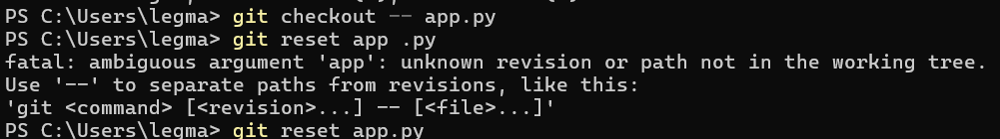 PS C:\Users\legma> git checkout -- app.py
PS C:\Users\legma> git reset app .py
fatal: ambiguous argument 'app': unknown revision or path not in the working tree.
Use '--' to separate paths from revisions, like this:
'git <command> [<revision>...] -- [<file>...]'
PS C:\Users\legma> git reset app.py